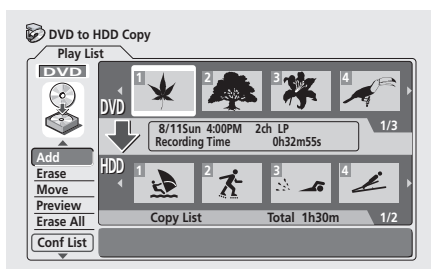 DVD to HDD Copy
Play List
DVD
DVD
1 2 3 4
8/11Sun 4:00PM 2ch LP
Recording Time 0h32m55s
1/3
Add
Erase
Move
Preview
Erase All
Conf List
HDD
1 2 3 4
Copy List Total 1h30m 1/2